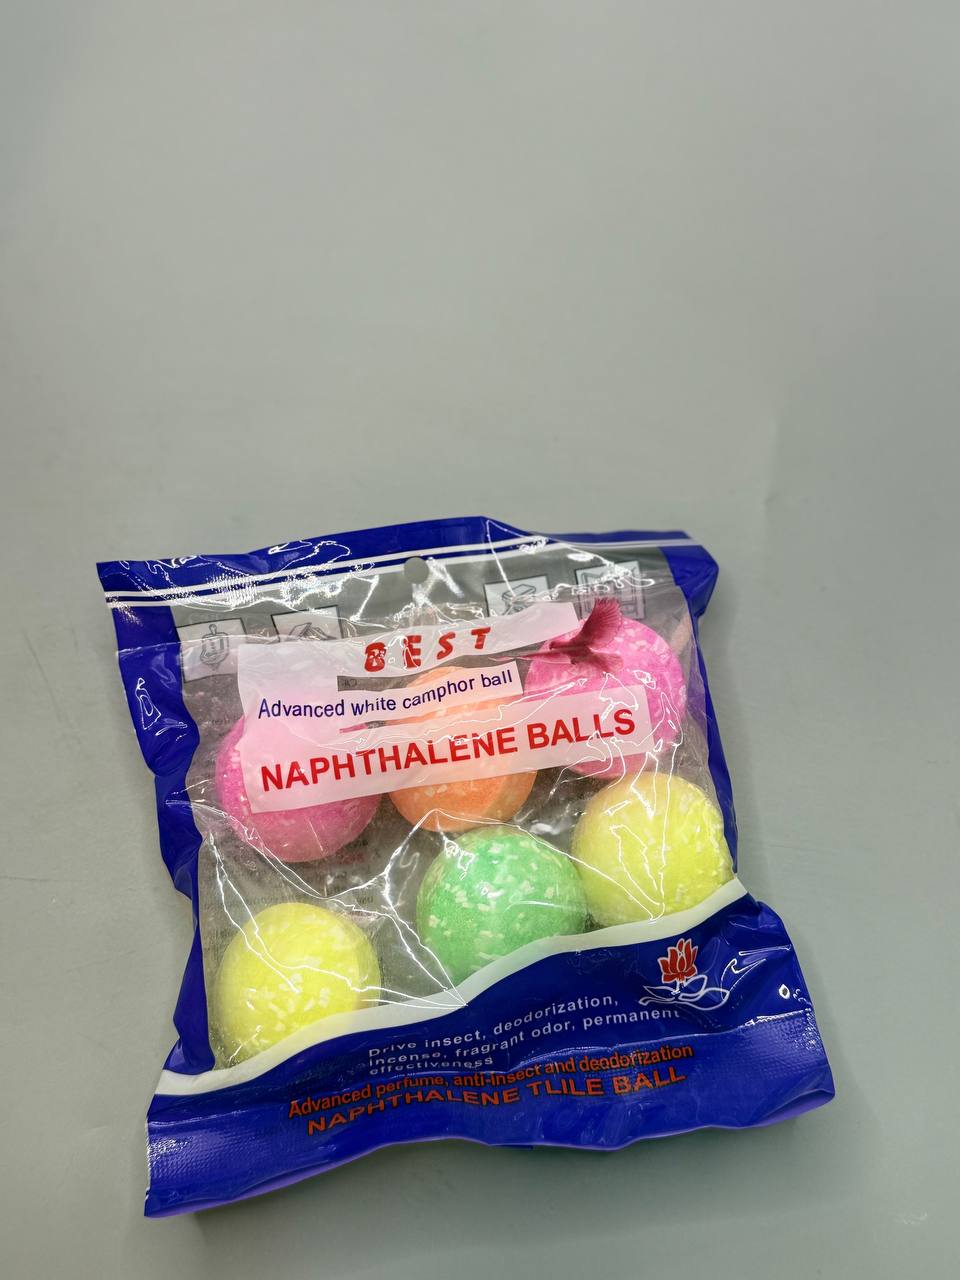 BEST
Advanced white camphor ball
NAPHTHALENE BALLS
Drive insect, deodorization,
incense, fragrant odor, permanent
effectiveness
Advanced perfume, anti-insect and deodorization
NAPHTHALENE TLILE BALL